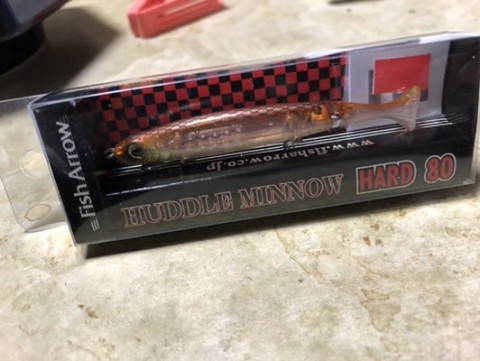 Fish Arrow
www.fisharrow.co.jp
HUDDLE MINNOW HARD 80